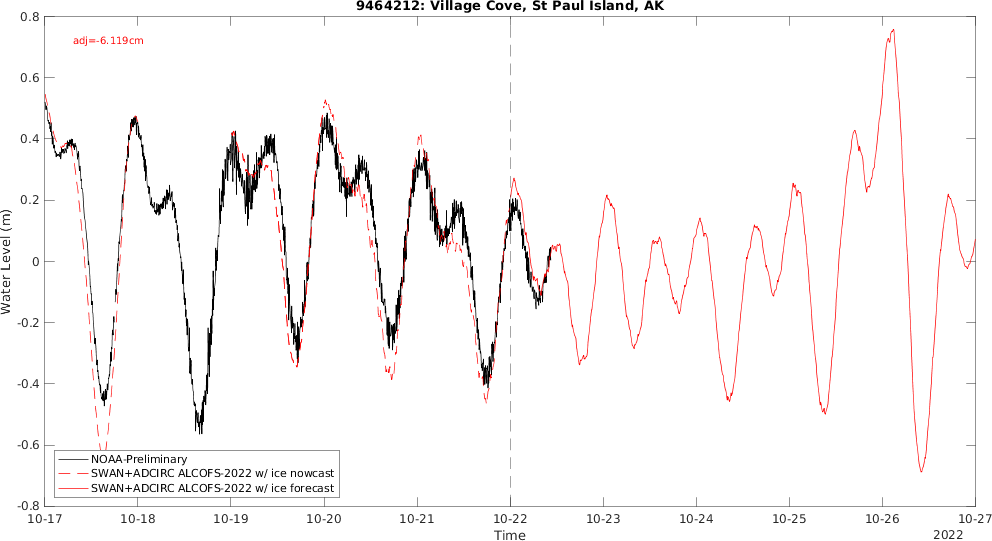 9464212: Village Cove, St Paul Island, AK
adj=-6.119cm
0.8
0.6
0.4
0.2
0
-0.2
-0.4
-0.6
-0.8
Water Level (m)
NOAA-Preliminary
SWAN+ADCIRC ALCOFS-2022 w/ ice nowcast
SWAN+ADCIRC ALCOFS-2022 w/ ice forecast
10-17 10-18 10-19 10-20 10-21 10-22 10-23 10-24 10-25 10-26 10-27
Time
2022